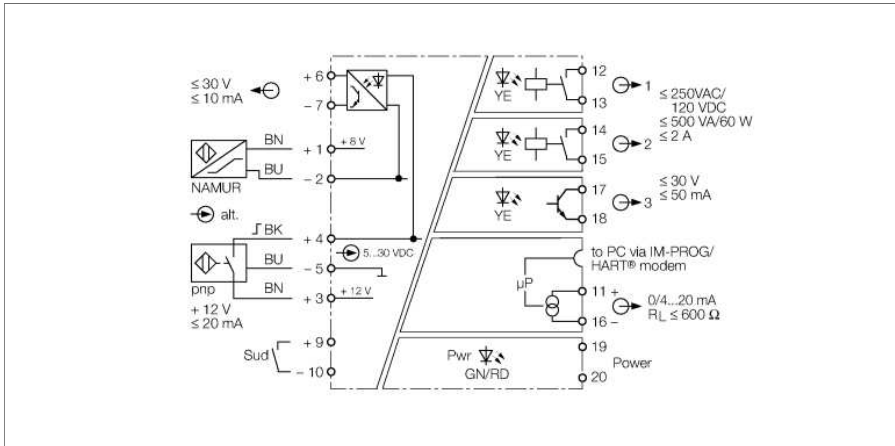 ≤ 30 V
≤ 10 mA
+ 6
- 7
BN
+ 1
+ 8 V
BU
- 2
NAMUR
alt.
BK
+ 4
5...30 VDC
BU
- 5
BN
+ 3
+ 12 V
pnp
+ 12 V
≤ 20 mA
+ 9
Sud
- 10
YE
12
13
1
≤ 250VAC/
120 VDC
≤ 500 VA/60 W
≤ 2 A
YE
14
15
2
YE
17
18
3
≤ 30 V
≤ 50 mA
to PC via IM-PROG/
HART® modem
µP
11 +
16 –
0/4...20 mA
RL ≤ 600 Ω
Pwr
GN/RD
19
20
Power